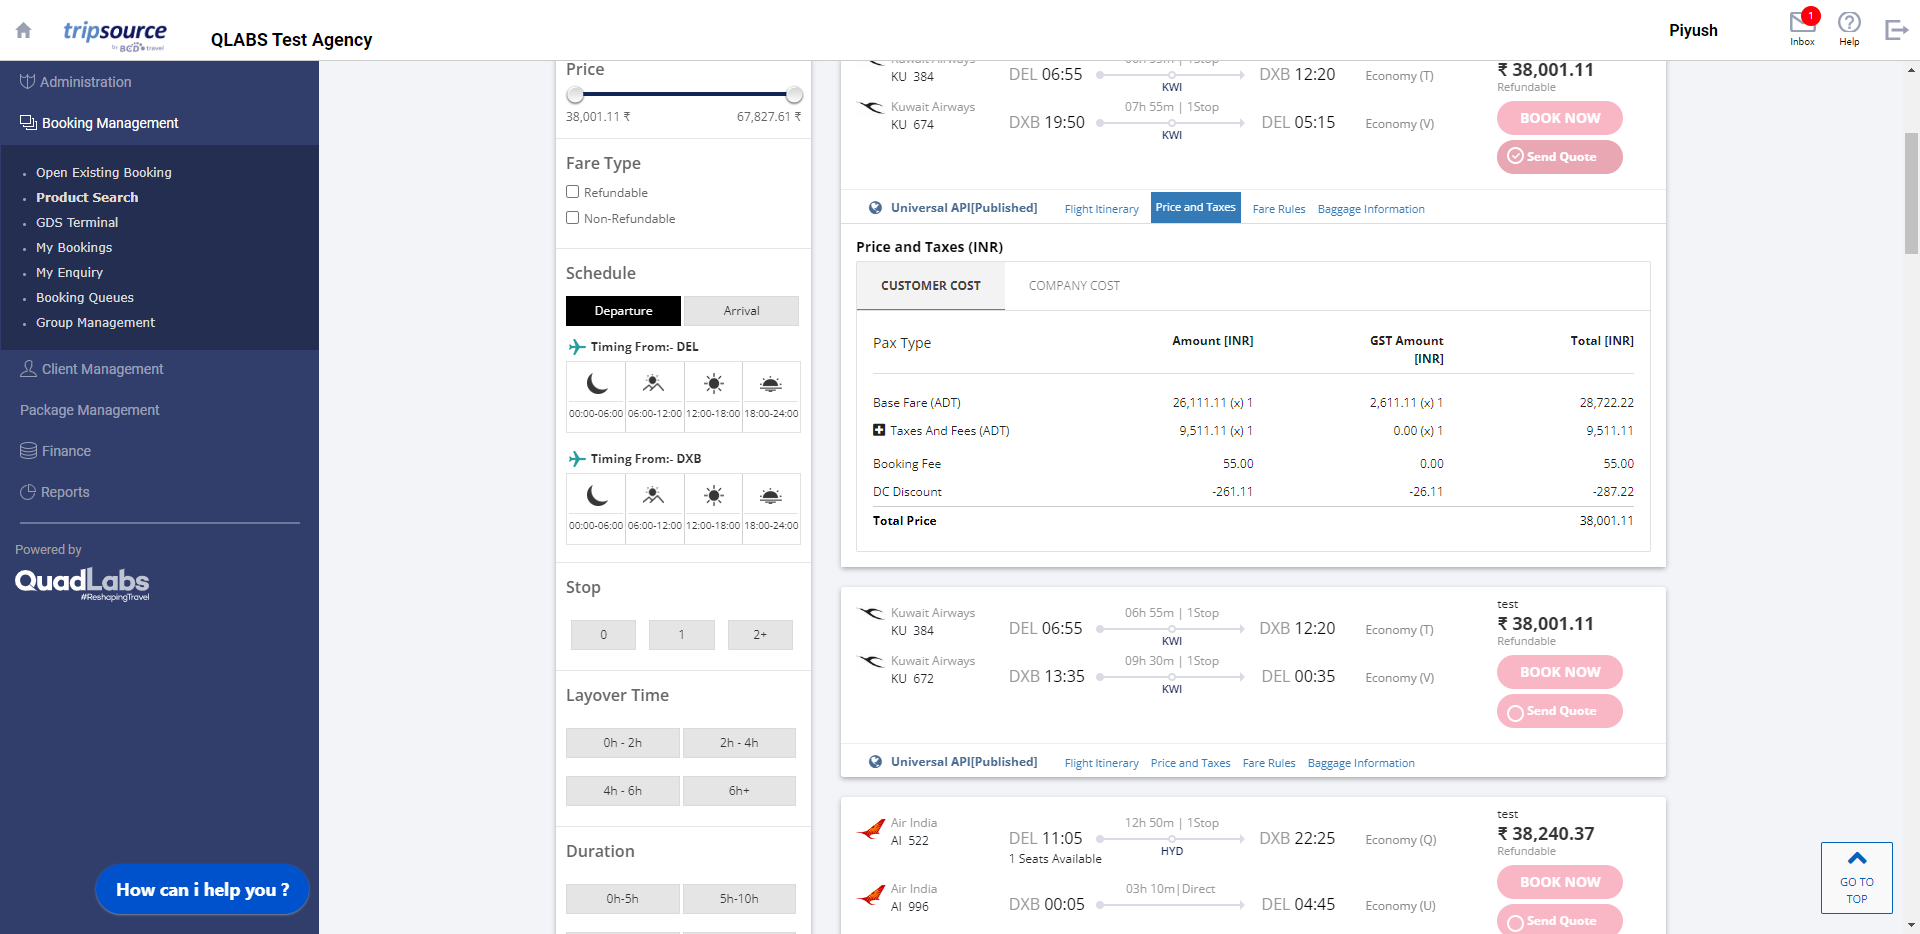 tripsource
by BCD travel
QLABS Test Agency
Piyush
1
Inbox
Help
Administration
Booking Management
Open Existing Booking
Product Search
GDS Terminal
My Bookings
My Enquiry
Booking Queues
Group Management
Client Management
Package Management
Finance
Reports
Powered by
QuadLabs
#ReshapingTravel
How can i help you ?
Price
38,001.11 ₹ 67,827.61 ₹
Fare Type
Refundable
Non-Refundable
Schedule
Departure Arrival
Timing From:- DEL
00:00-06:00 06:00-12:00 12:00-18:00 18:00-24:00
Timing From:- DXB
00:00-06:00 06:00-12:00 12:00-18:00 18:00-24:00
Stop
0 1 2+
Layover Time
0h - 2h 2h - 4h
4h - 6h 6h+
Duration
0h-5h 5h-10h
Kuwait Airways 06h 55m | 1Stop
KU 384 DEL 06:55 DXB 12:20 Economy (T) ₹ 38,001.11
KWI Refundable
Kuwait Airways 07h 55m | 1Stop
KU 674 DXB 19:50 DEL 05:15 Economy (V) BOOK NOW
KWI
Send Quote
Universal API[Published] Flight Itinerary Price and Taxes Fare Rules Baggage Information
Price and Taxes (INR)
CUSTOMER COST COMPANY COST
Pax Type Amount [INR] GST Amount [INR] Total [INR]
Base Fare (ADT) 26,111.11 (x) 1 2,611.11 (x) 1 28,722.22
Taxes And Fees (ADT) 9,511.11 (x) 1 0.00 (x) 1 9,511.11
Booking Fee 55.00 0.00 55.00
DC Discount -261.11 -26.11 -287.22
Total Price 38,001.11
test
Kuwait Airways 06h 55m | 1Stop
KU 384 DEL 06:55 DXB 12:20 Economy (T) ₹ 38,001.11
KWI Refundable
Kuwait Airways 09h 30m | 1Stop
KU 672 DXB 13:35 DEL 00:35 Economy (V) BOOK NOW
KWI
Send Quote
Universal API[Published] Flight Itinerary Price and Taxes Fare Rules Baggage Information
test
Air India 12h 50m | 1Stop
AI 522 DEL 11:05 DXB 22:25 Economy (Q) ₹ 38,240.37
HYD Refundable
1 Seats Available
Air India 03h 10m|Direct BOOK NOW
AI 996 DXB 00:05 DEL 04:45 Economy (U)
Send Quote
GO TO
TOP